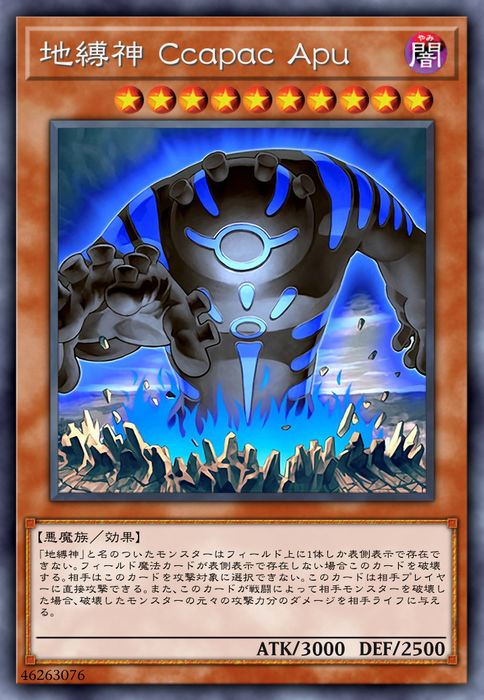 地縛神 Ccapac Apu
やみ
闇
【悪魔族／効果】
「地縛神」と名のついたモンスターはフィールド上に1体しか表側表示で存在で
きない。フィールド魔法カードが表側表示で存在しない場合このカードを破壊
する。相手はこのカードを攻撃対象に選択できない。このカードは相手プレイヤ
ーに直接攻撃できる。また、このカードが戦闘によって相手モンスターを破壊し
た場合、破壊したモンスターの元々の攻撃力分のダメージを相手ライフに与え
る。
ATK/3000 DEF/2500
46263076